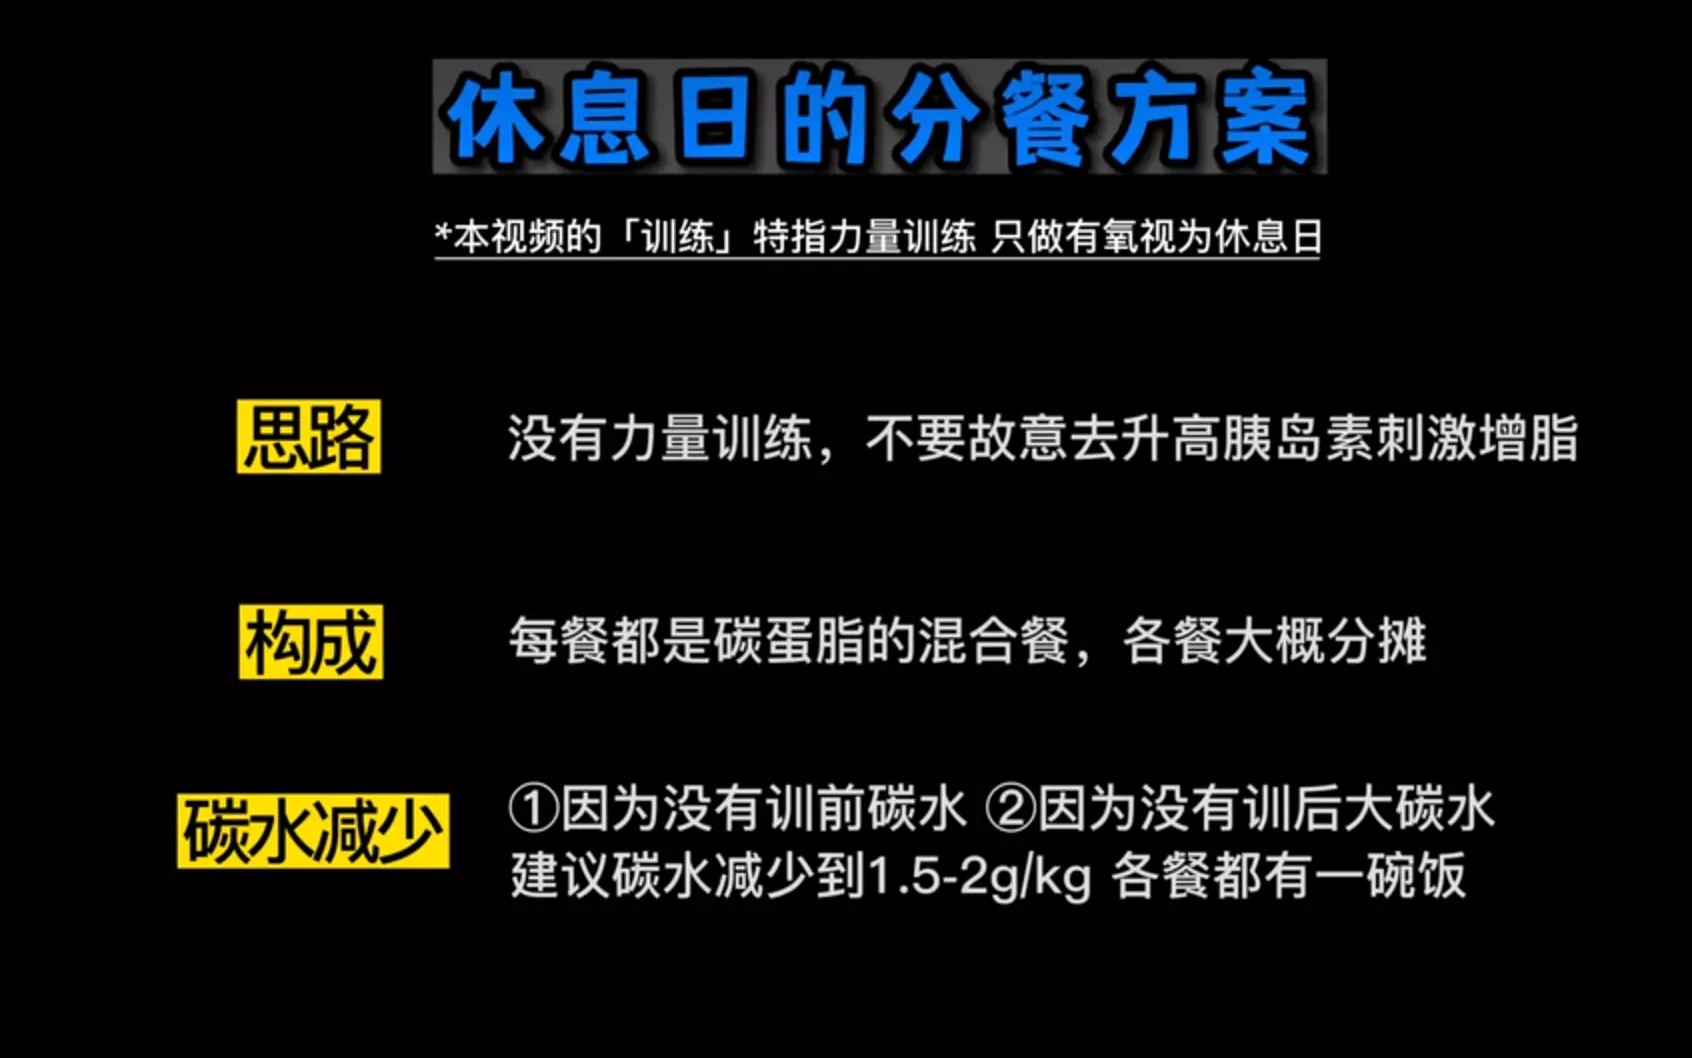 休息日的分餐方案
*本视频的「训练」特指力量训练 只做有氧视为休息日
思路
没有力量训练，不要故意去升高胰岛素刺激增脂
构成
每餐都是碳蛋脂的混合餐，各餐大概分摊
碳水减少
①因为没有训前碳水 ②因为没有训后大碳水
建议碳水减少到1.5-2g/kg 各餐都有一碗饭